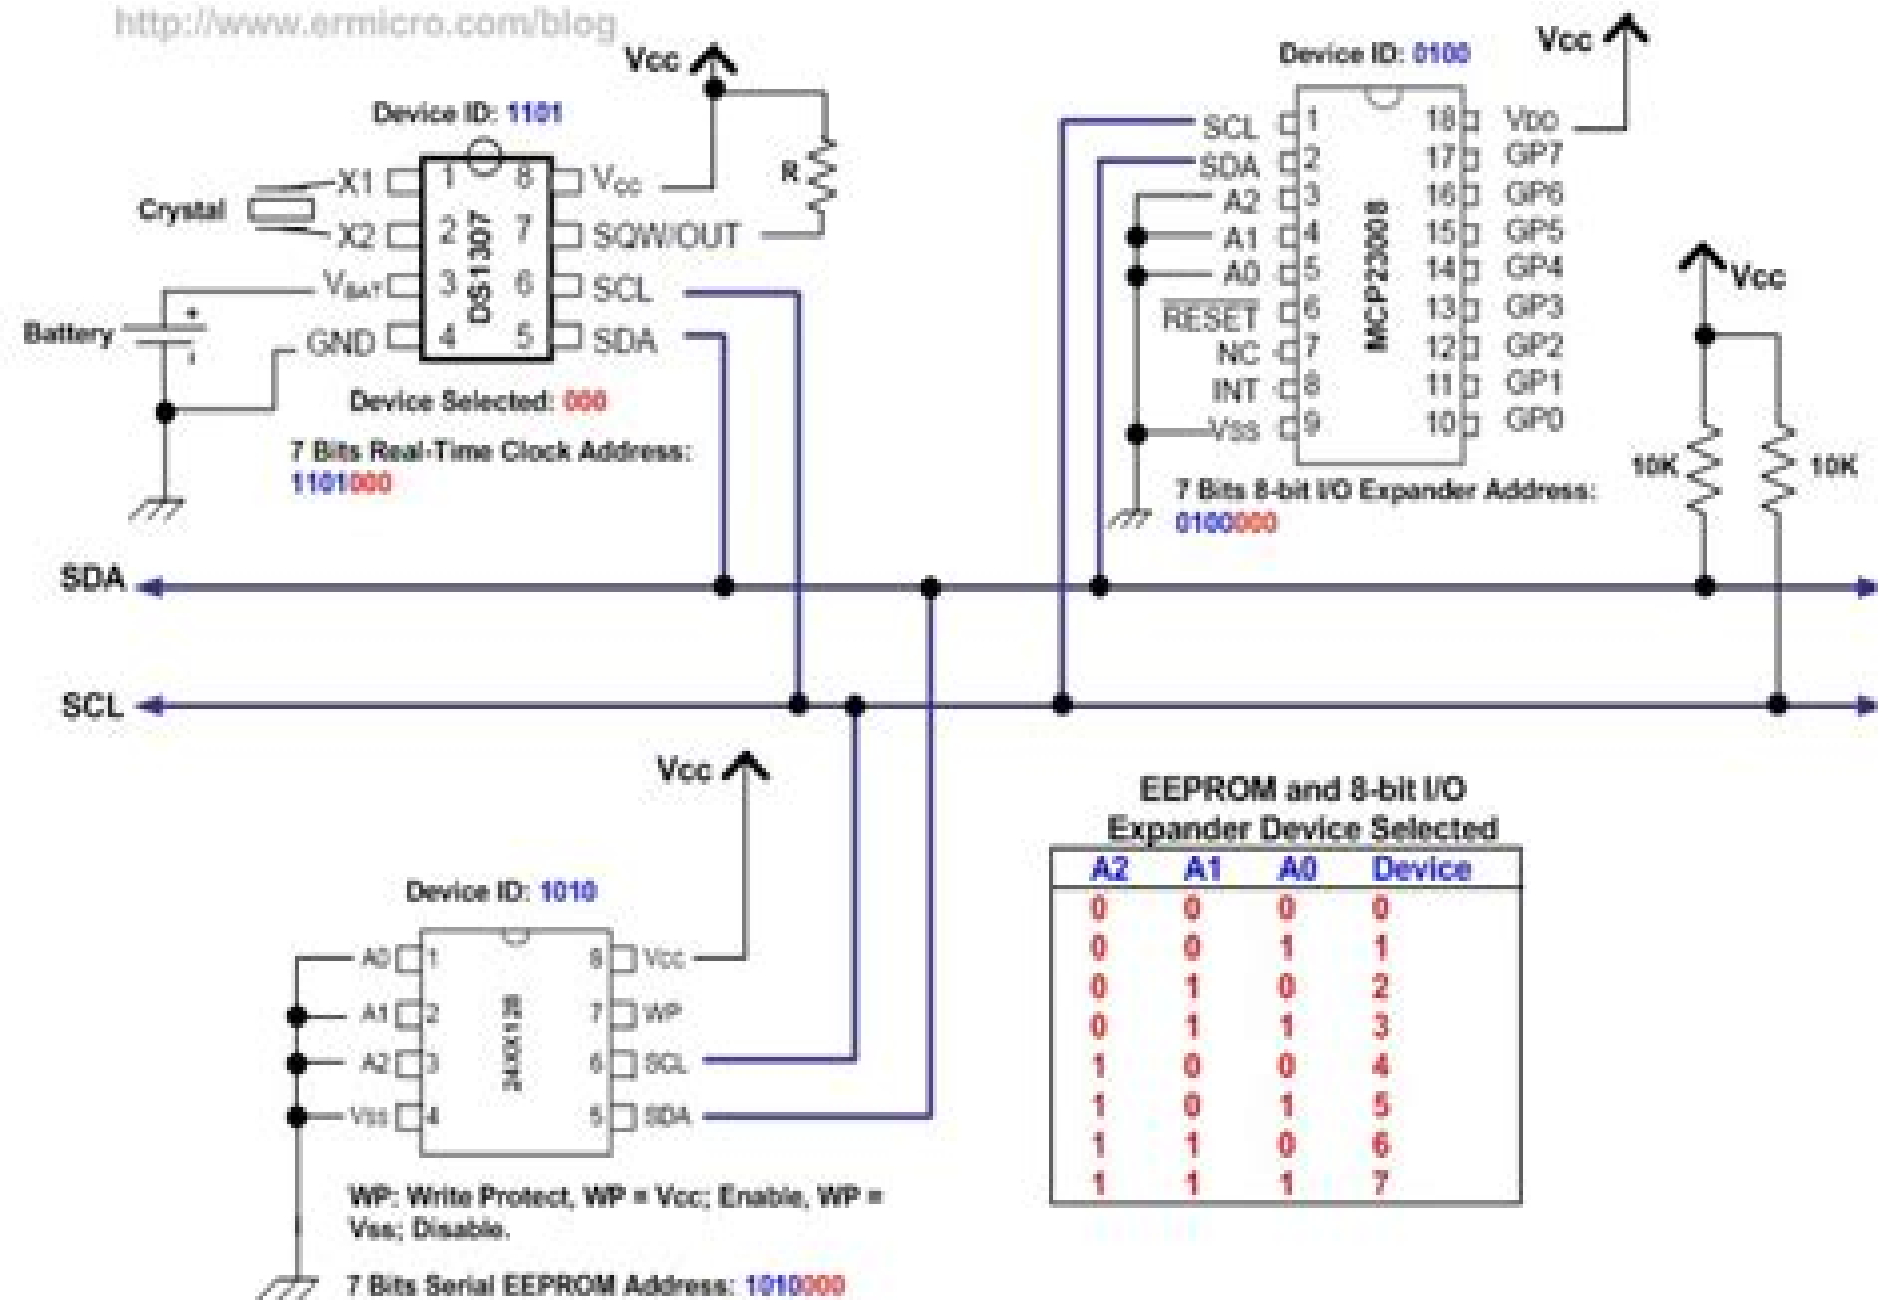 http://www.ermicro.com/blog
Vcc
Device ID: 1101
X1 1 8 Vcc
Crystal
R
X2 2 7 SQW/OUT
DS1307
VBAT 3 6 SCL
Battery
+
-
GND 4 5 SDA
Device Selected: 000
7 Bits Real-Time Clock Address:
1101000
Vcc
Device ID: 0100
SCL 1 18 VDD
SDA 2 17 GP7
A2 3 16 GP6
A1 4 15 GP5
A0 5 14 GP4
MCP23008
RESET 6 13 GP3
NC 7 12 GP2
INT 8 11 GP1
VSS 9 10 GP0
7 Bits 8-bit I/O Expander Address:
0100000
Vcc
10K
10K
SDA
SCL
Vcc
Device ID: 1010
A0 1 8 Vcc
A1 2 7 WP
24XX128
A2 3 6 SCL
Vss 4 5 SDA
WP: Write Protect, WP = Vcc; Enable, WP =
Vss; Disable.
7 Bits Serial EEPROM Address: 1010000
EEPROM and 8-bit I/O
Expander Device Selected
A2 A1 A0 Device
0 0 0 0
0 0 1 1
0 1 0 2
0 1 1 3
1 0 0 4
1 0 1 5
1 1 0 6
1 1 1 7